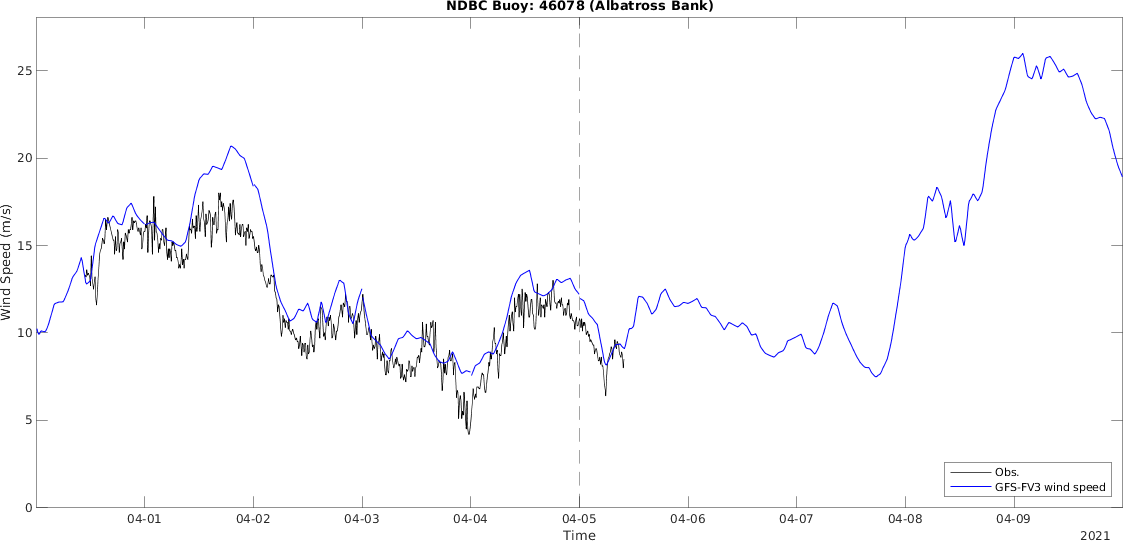 NDBC Buoy: 46078 (Albatross Bank)
Wind Speed (m/s)
25
20
15
10
5
0
Obs.
GFS-FV3 wind speed
04-01 04-02 04-03 04-04 04-05 04-06 04-07 04-08 04-09
Time
2021